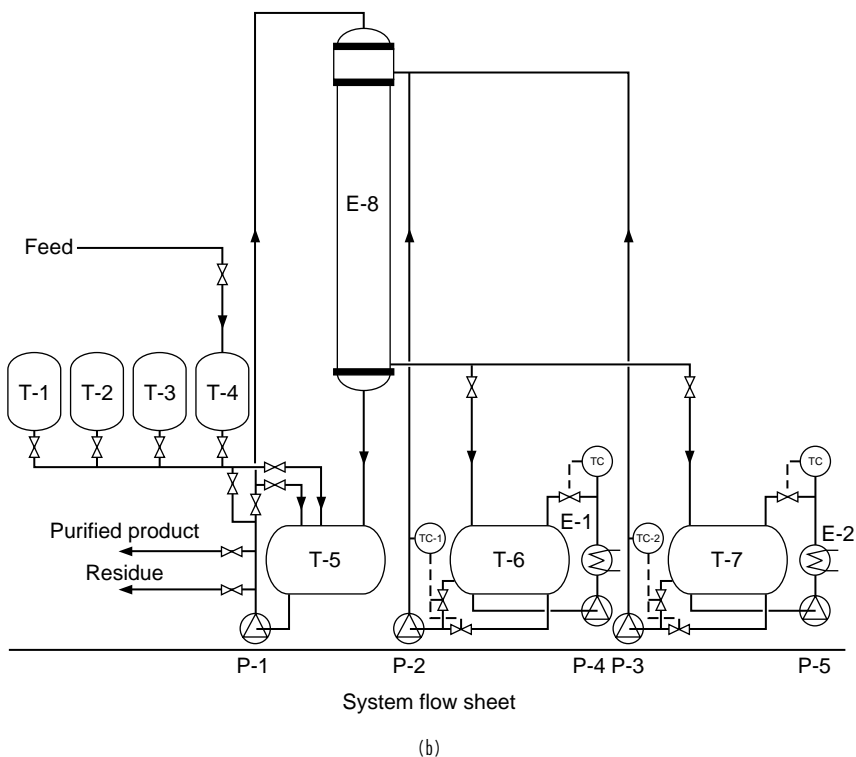 E-8
Feed
T-1 T-2 T-3 T-4
TC TC
E-1 E-2
Purified product
TC-1 TC-2
T-5 T-6 T-7
Residue
P-1 P-2 P-4 P-3 P-5
System flow sheet
(b)